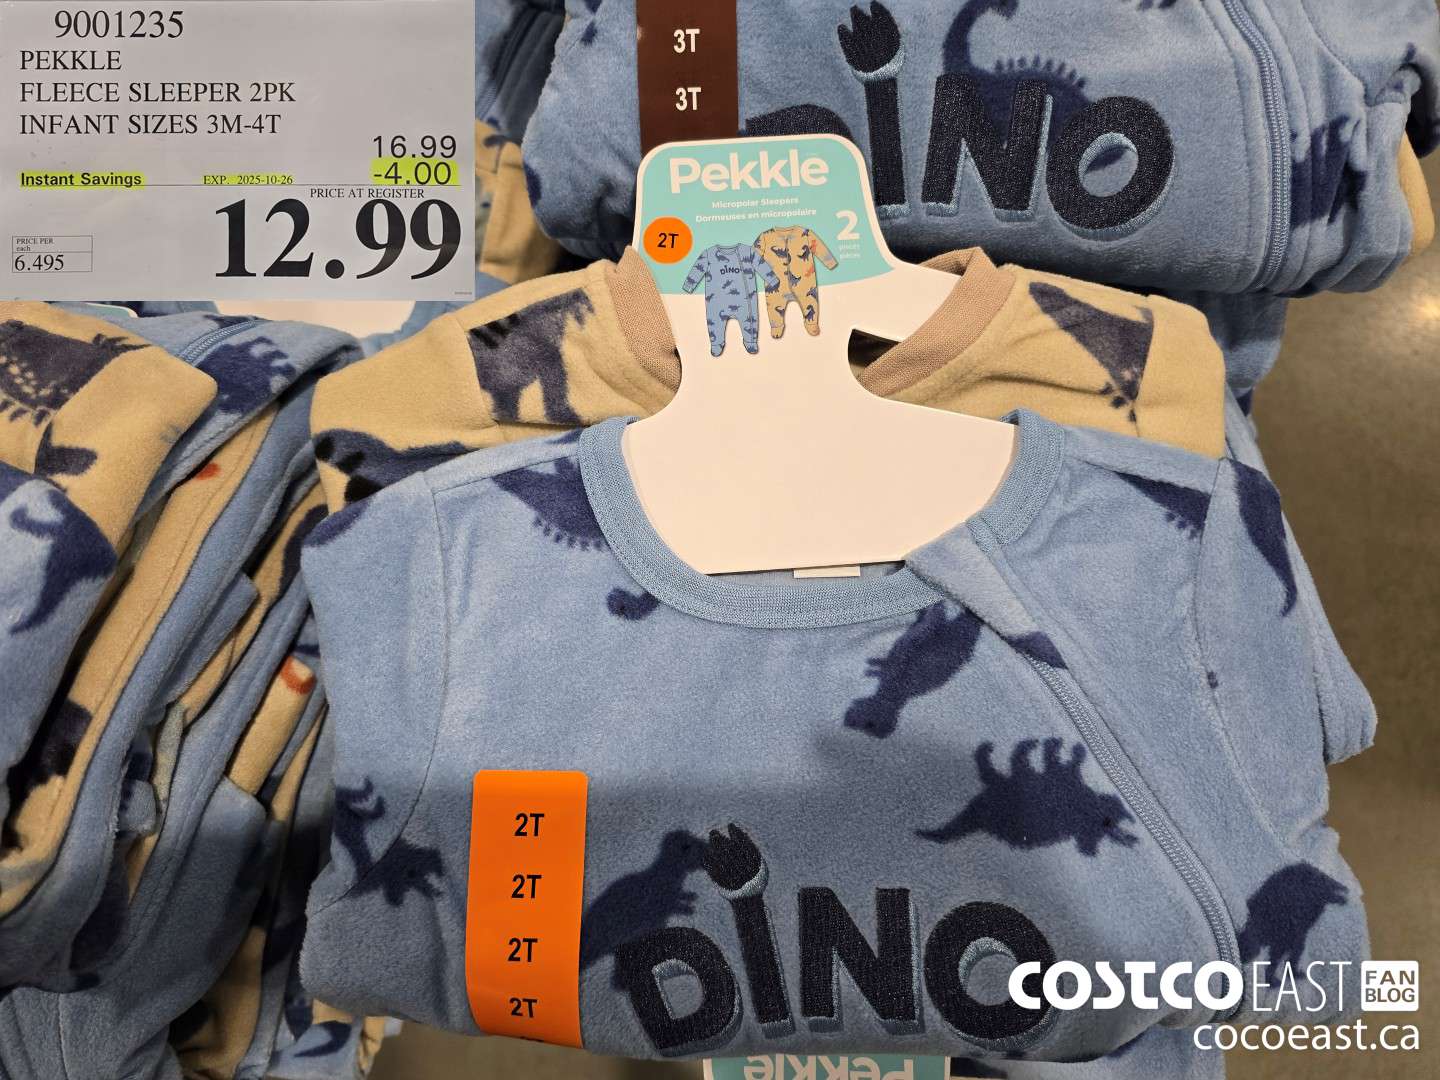 9001235
PEKKLE
FLEECE SLEEPER 2PK
INFANT SIZES 3M-4T
16.99
Instant Savings EXP. 2025-10-26 -4.00
PRICE AT REGISTER
12.99
PRICE PER
each
6.495
3T
3T
DINO
Pekkle
Micropolar Sleepers
Dormeuses en micropolaire
2T
2
pieces
pièces
DINO
2T
2T
2T
2T
DINO
COSTCO EAST FAN BLOG
cocoeast.ca
Pekkle